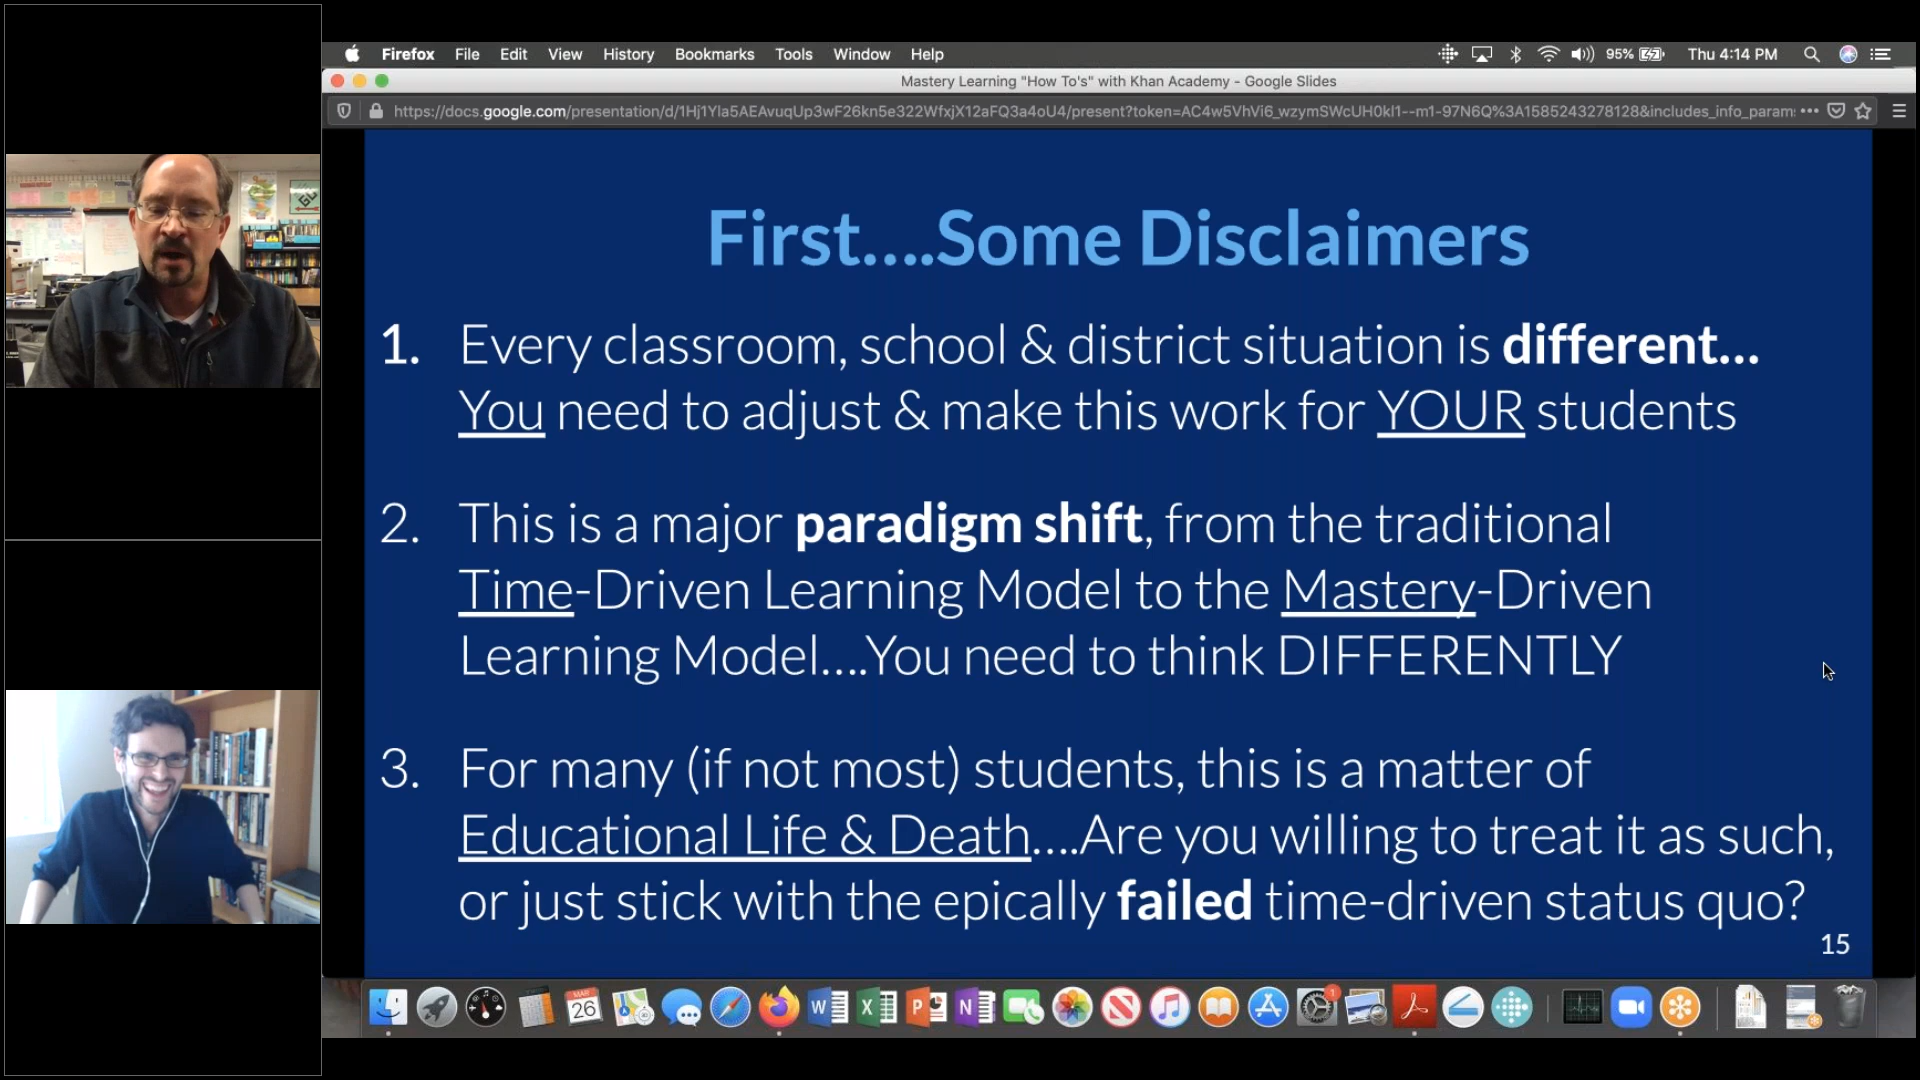 Firefox File Edit View History Bookmarks Tools Window Help 95% Thu 4:14 PM
Mastery Learning "How To's" with Khan Academy - Google Slides
https://docs.google.com/presentation/d/1Hj1Yla5AEAvuqUp3wF26kn5e322WfxjX12aFQ3a4oU4/present?token=AC4w5VhVi6_wzymSWcUH0kl1--m1-97N6Q%3A1585243278128&includes_info_param
First....Some Disclaimers
1. Every classroom, school & district situation is different...
You need to adjust & make this work for YOUR students
2. This is a major paradigm shift, from the traditional
Time-Driven Learning Model to the Mastery-Driven
Learning Model....You need to think DIFFERENTLY
3. For many (if not most) students, this is a matter of
Educational Life & Death....Are you willing to treat it as such,
or just stick with the epically failed time-driven status quo?
15
MAR
26
W X P N 1